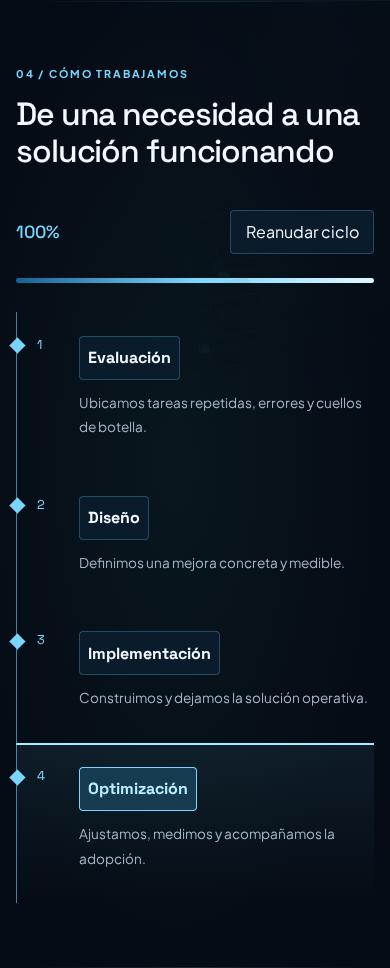 04 / CÓMO TRABAJAMOS
De una necesidad a una
solución funcionando
100%
Reanudar ciclo
1
Evaluación
Ubicamos tareas repetidas, errores y cuellos
de botella.
2
Diseño
Definimos una mejora concreta y medible.
3
Implementación
Construimos y dejamos la solución operativa.
4
Optimización
Ajustamos, medimos y acompañamos la
adopción.